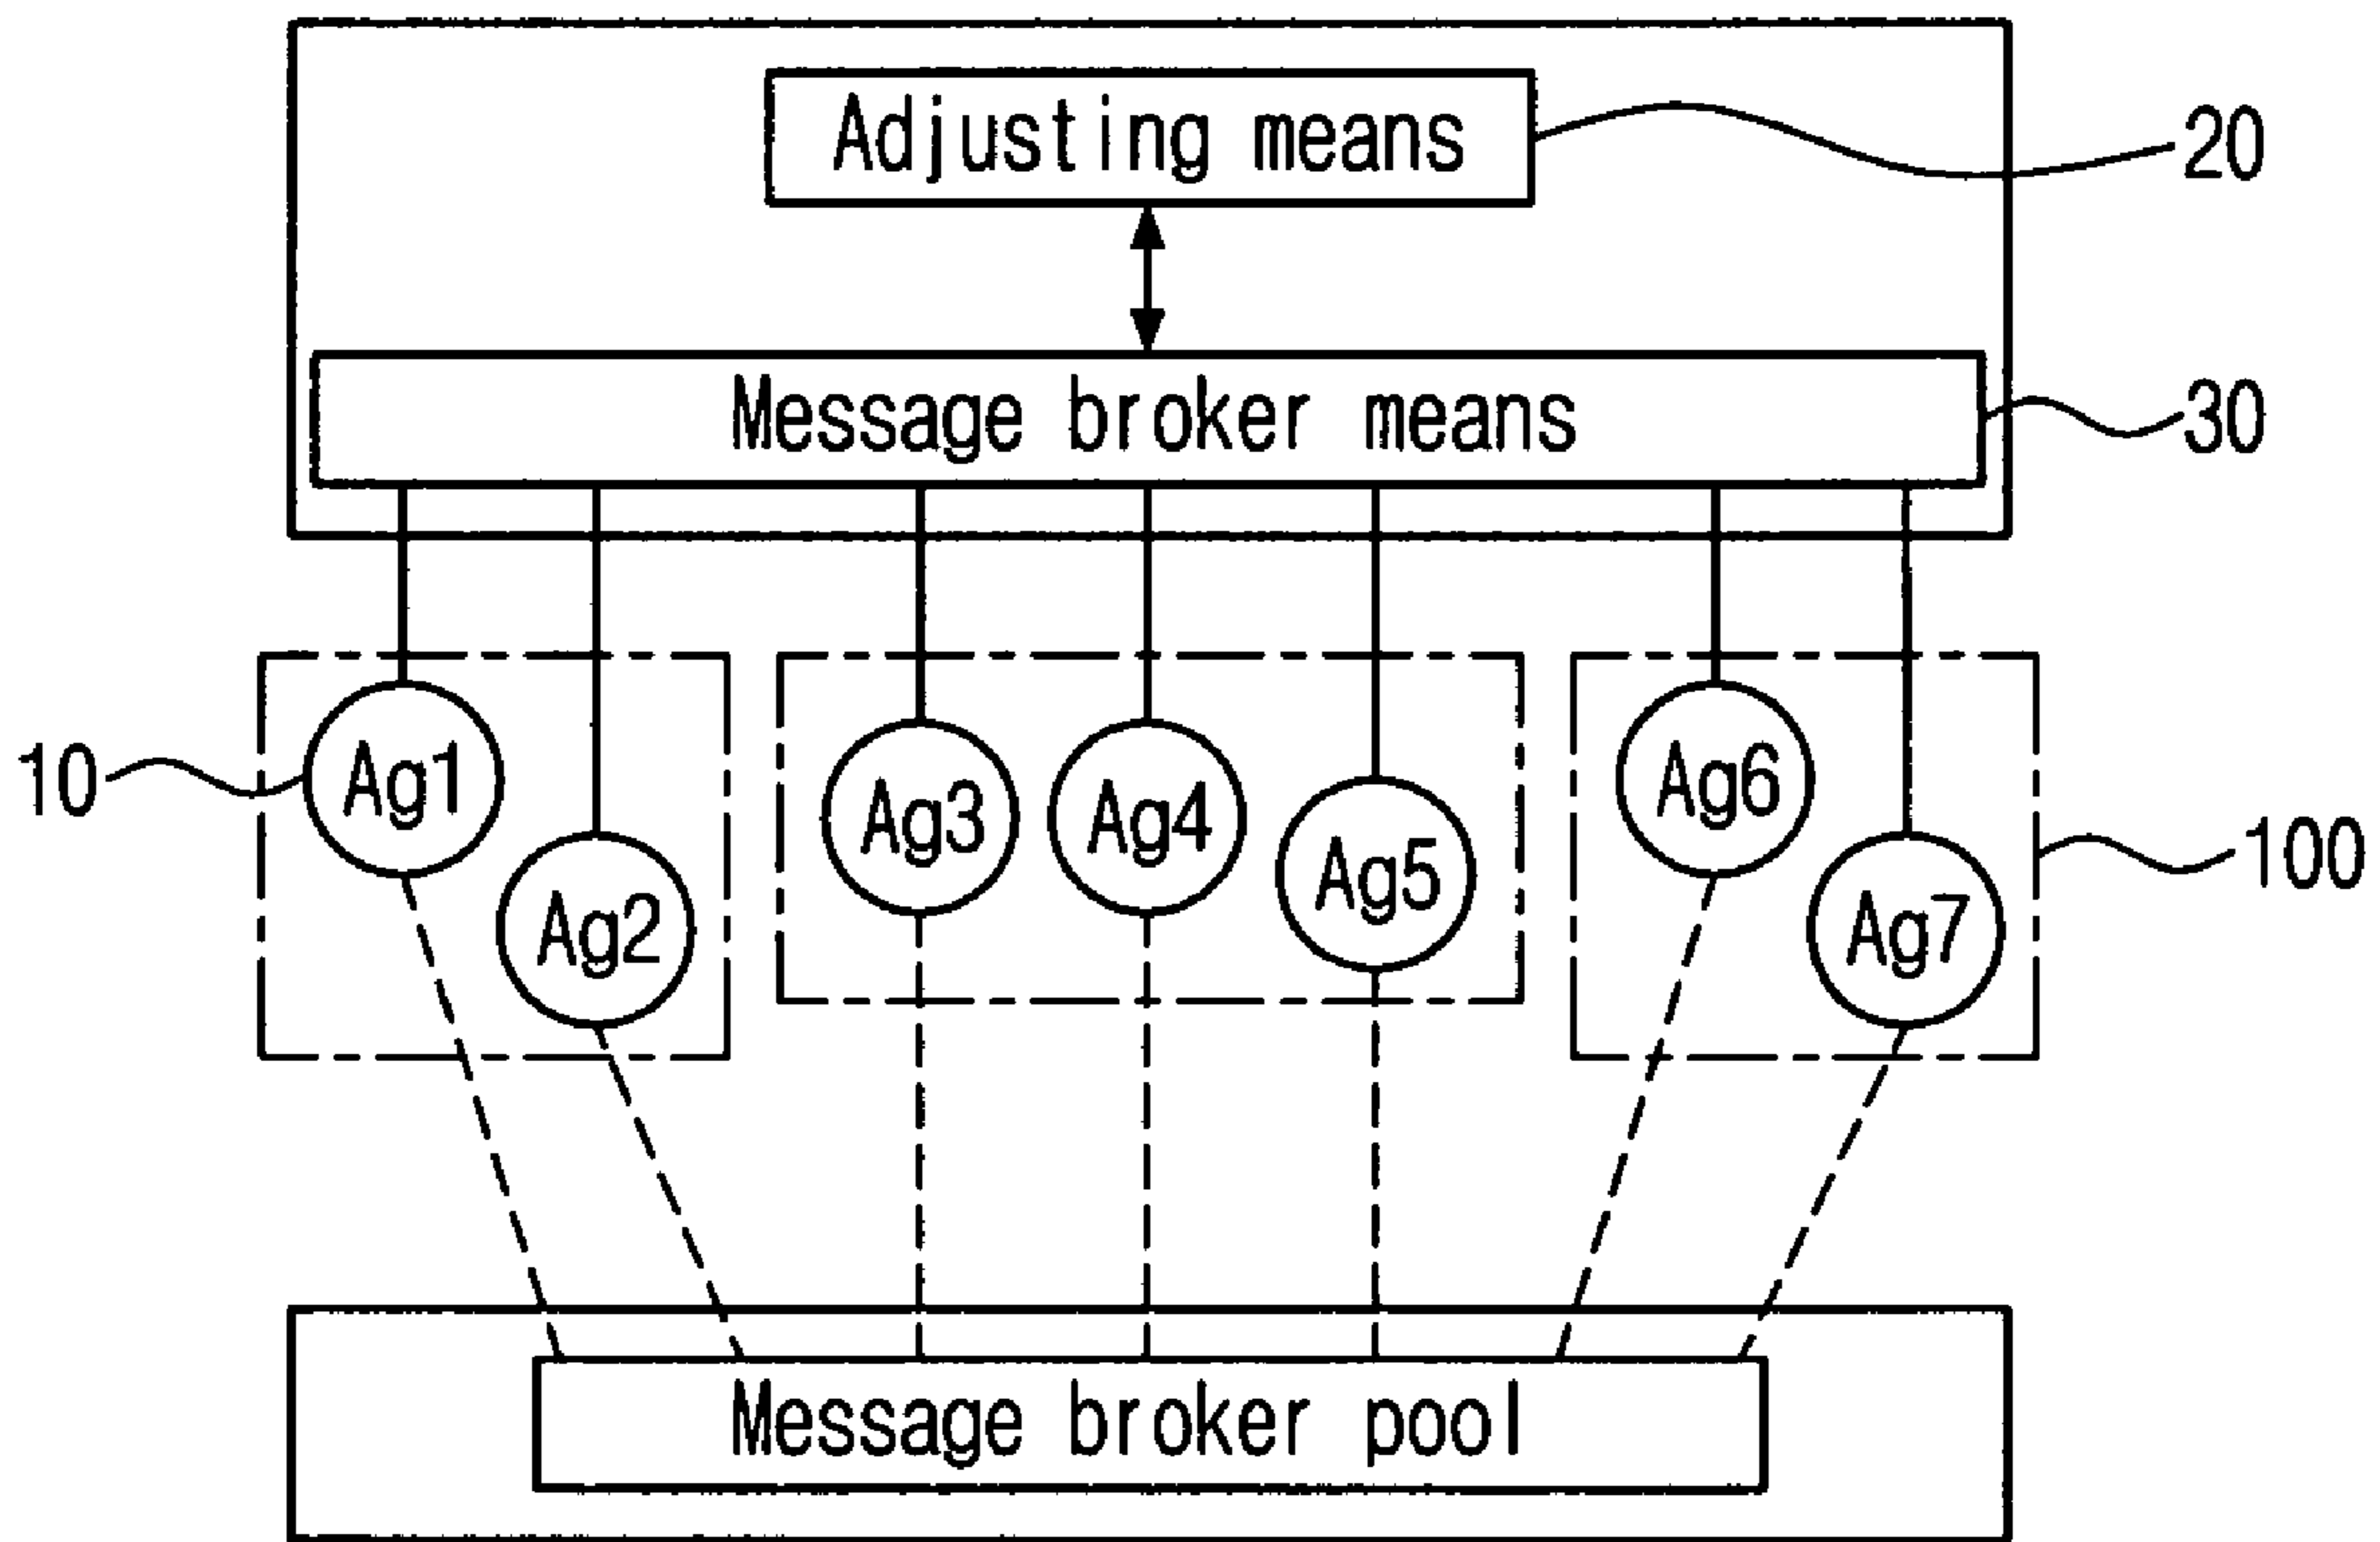 Adjusting means
20
Message broker means
30
10
Ag1
Ag2
Ag3
Ag4
Ag5
Ag6
Ag7
100
Message broker pool